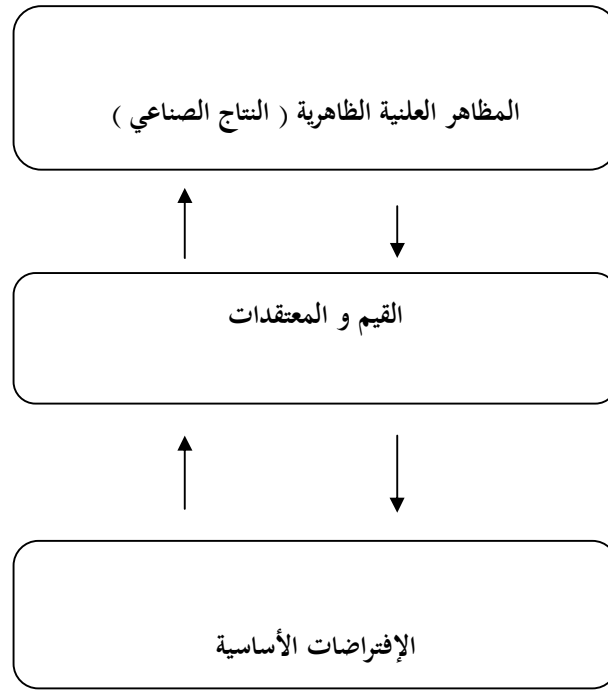 المظاهر العلنية الظاهرية ( النتاج الصناعي )
القيم و المعتقدات
الإفتراضات الأساسية